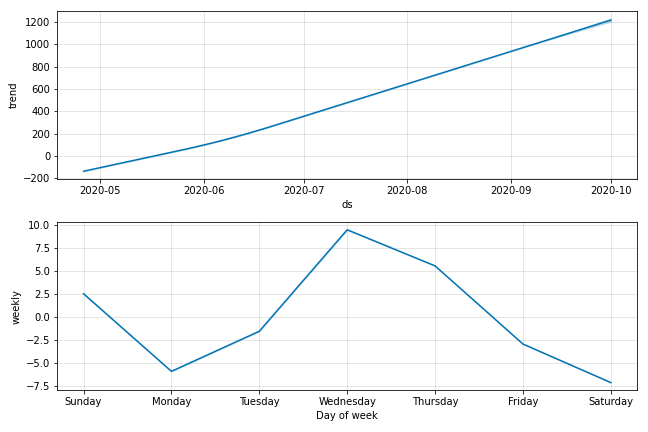 1200
1000
800
600
400
200
0
−200
trend
2020-05 2020-06 2020-07 2020-08 2020-09 2020-10
ds
10.0
7.5
5.0
2.5
0.0
−2.5
−5.0
−7.5
weekly
Sunday Monday Tuesday Wednesday Thursday Friday Saturday
Day of week